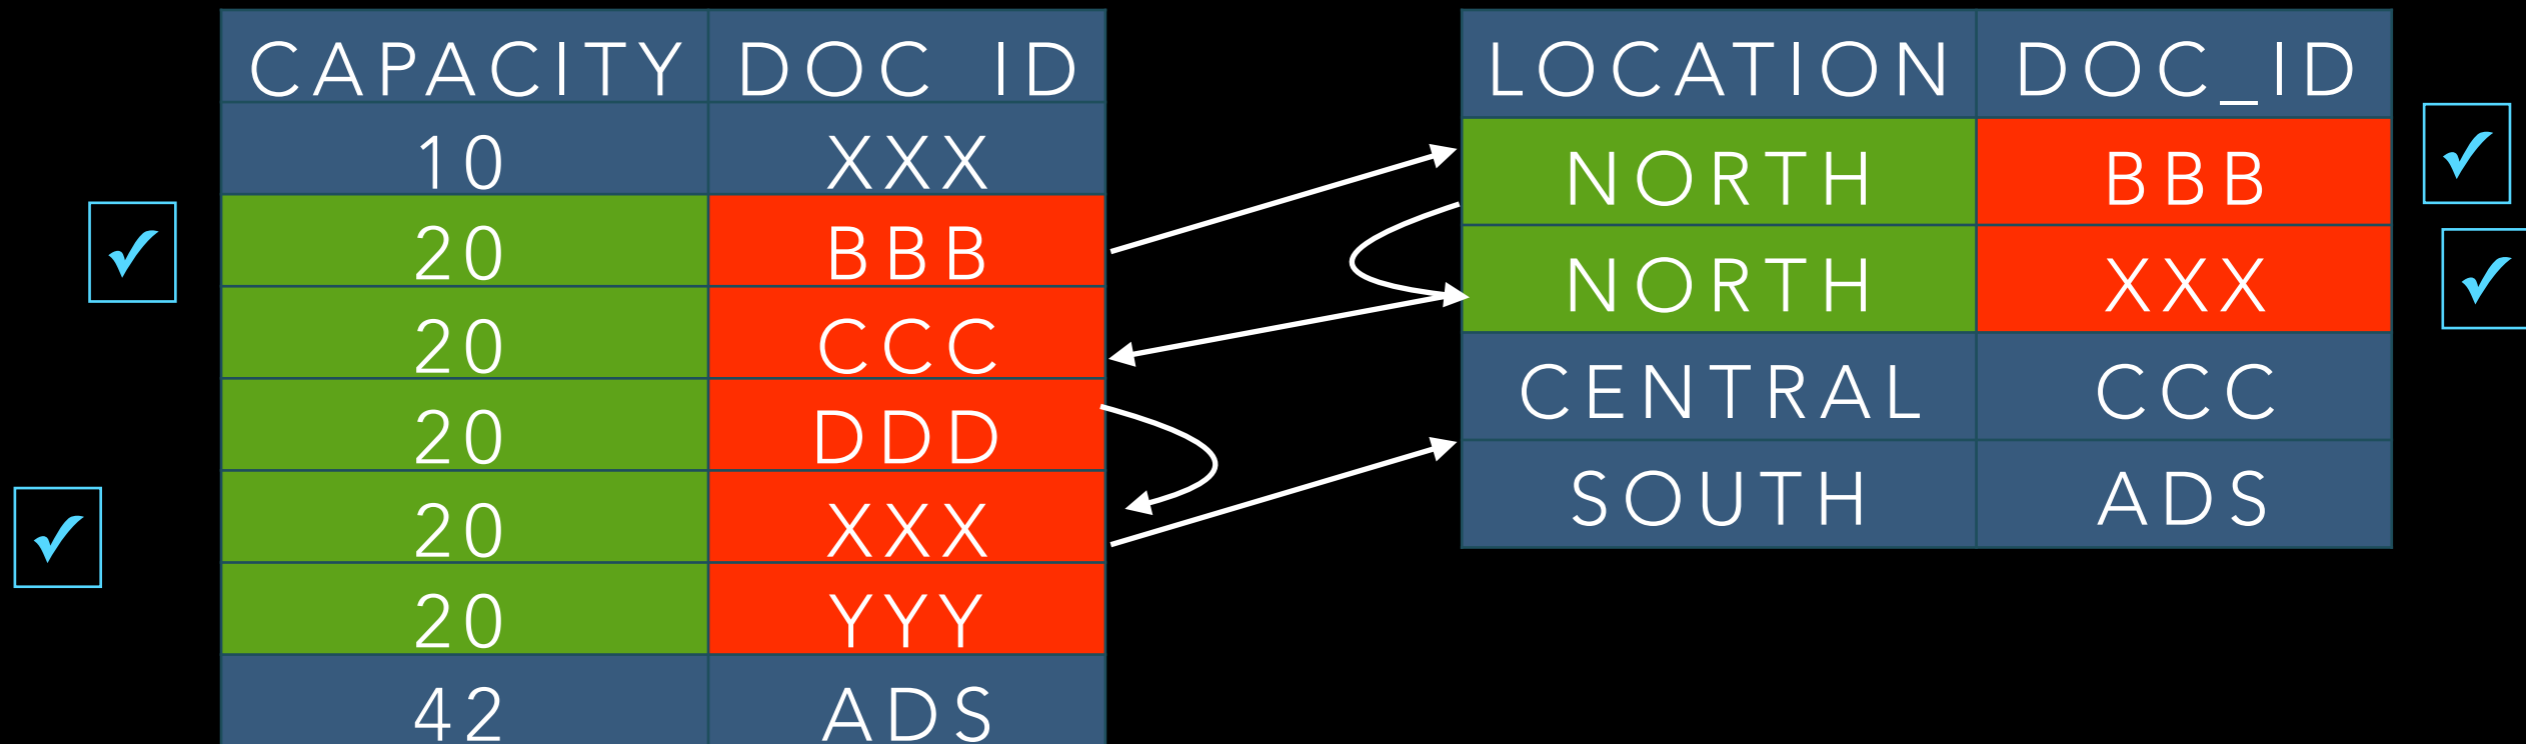 CAPACITY DOC ID
10 XXX
20 BBB
20 CCC
20 DDD
20 XXX
20 YYY
42 ADS
LOCATION DOC_ID
NORTH BBB
NORTH XXX
CENTRAL CCC
SOUTH ADS